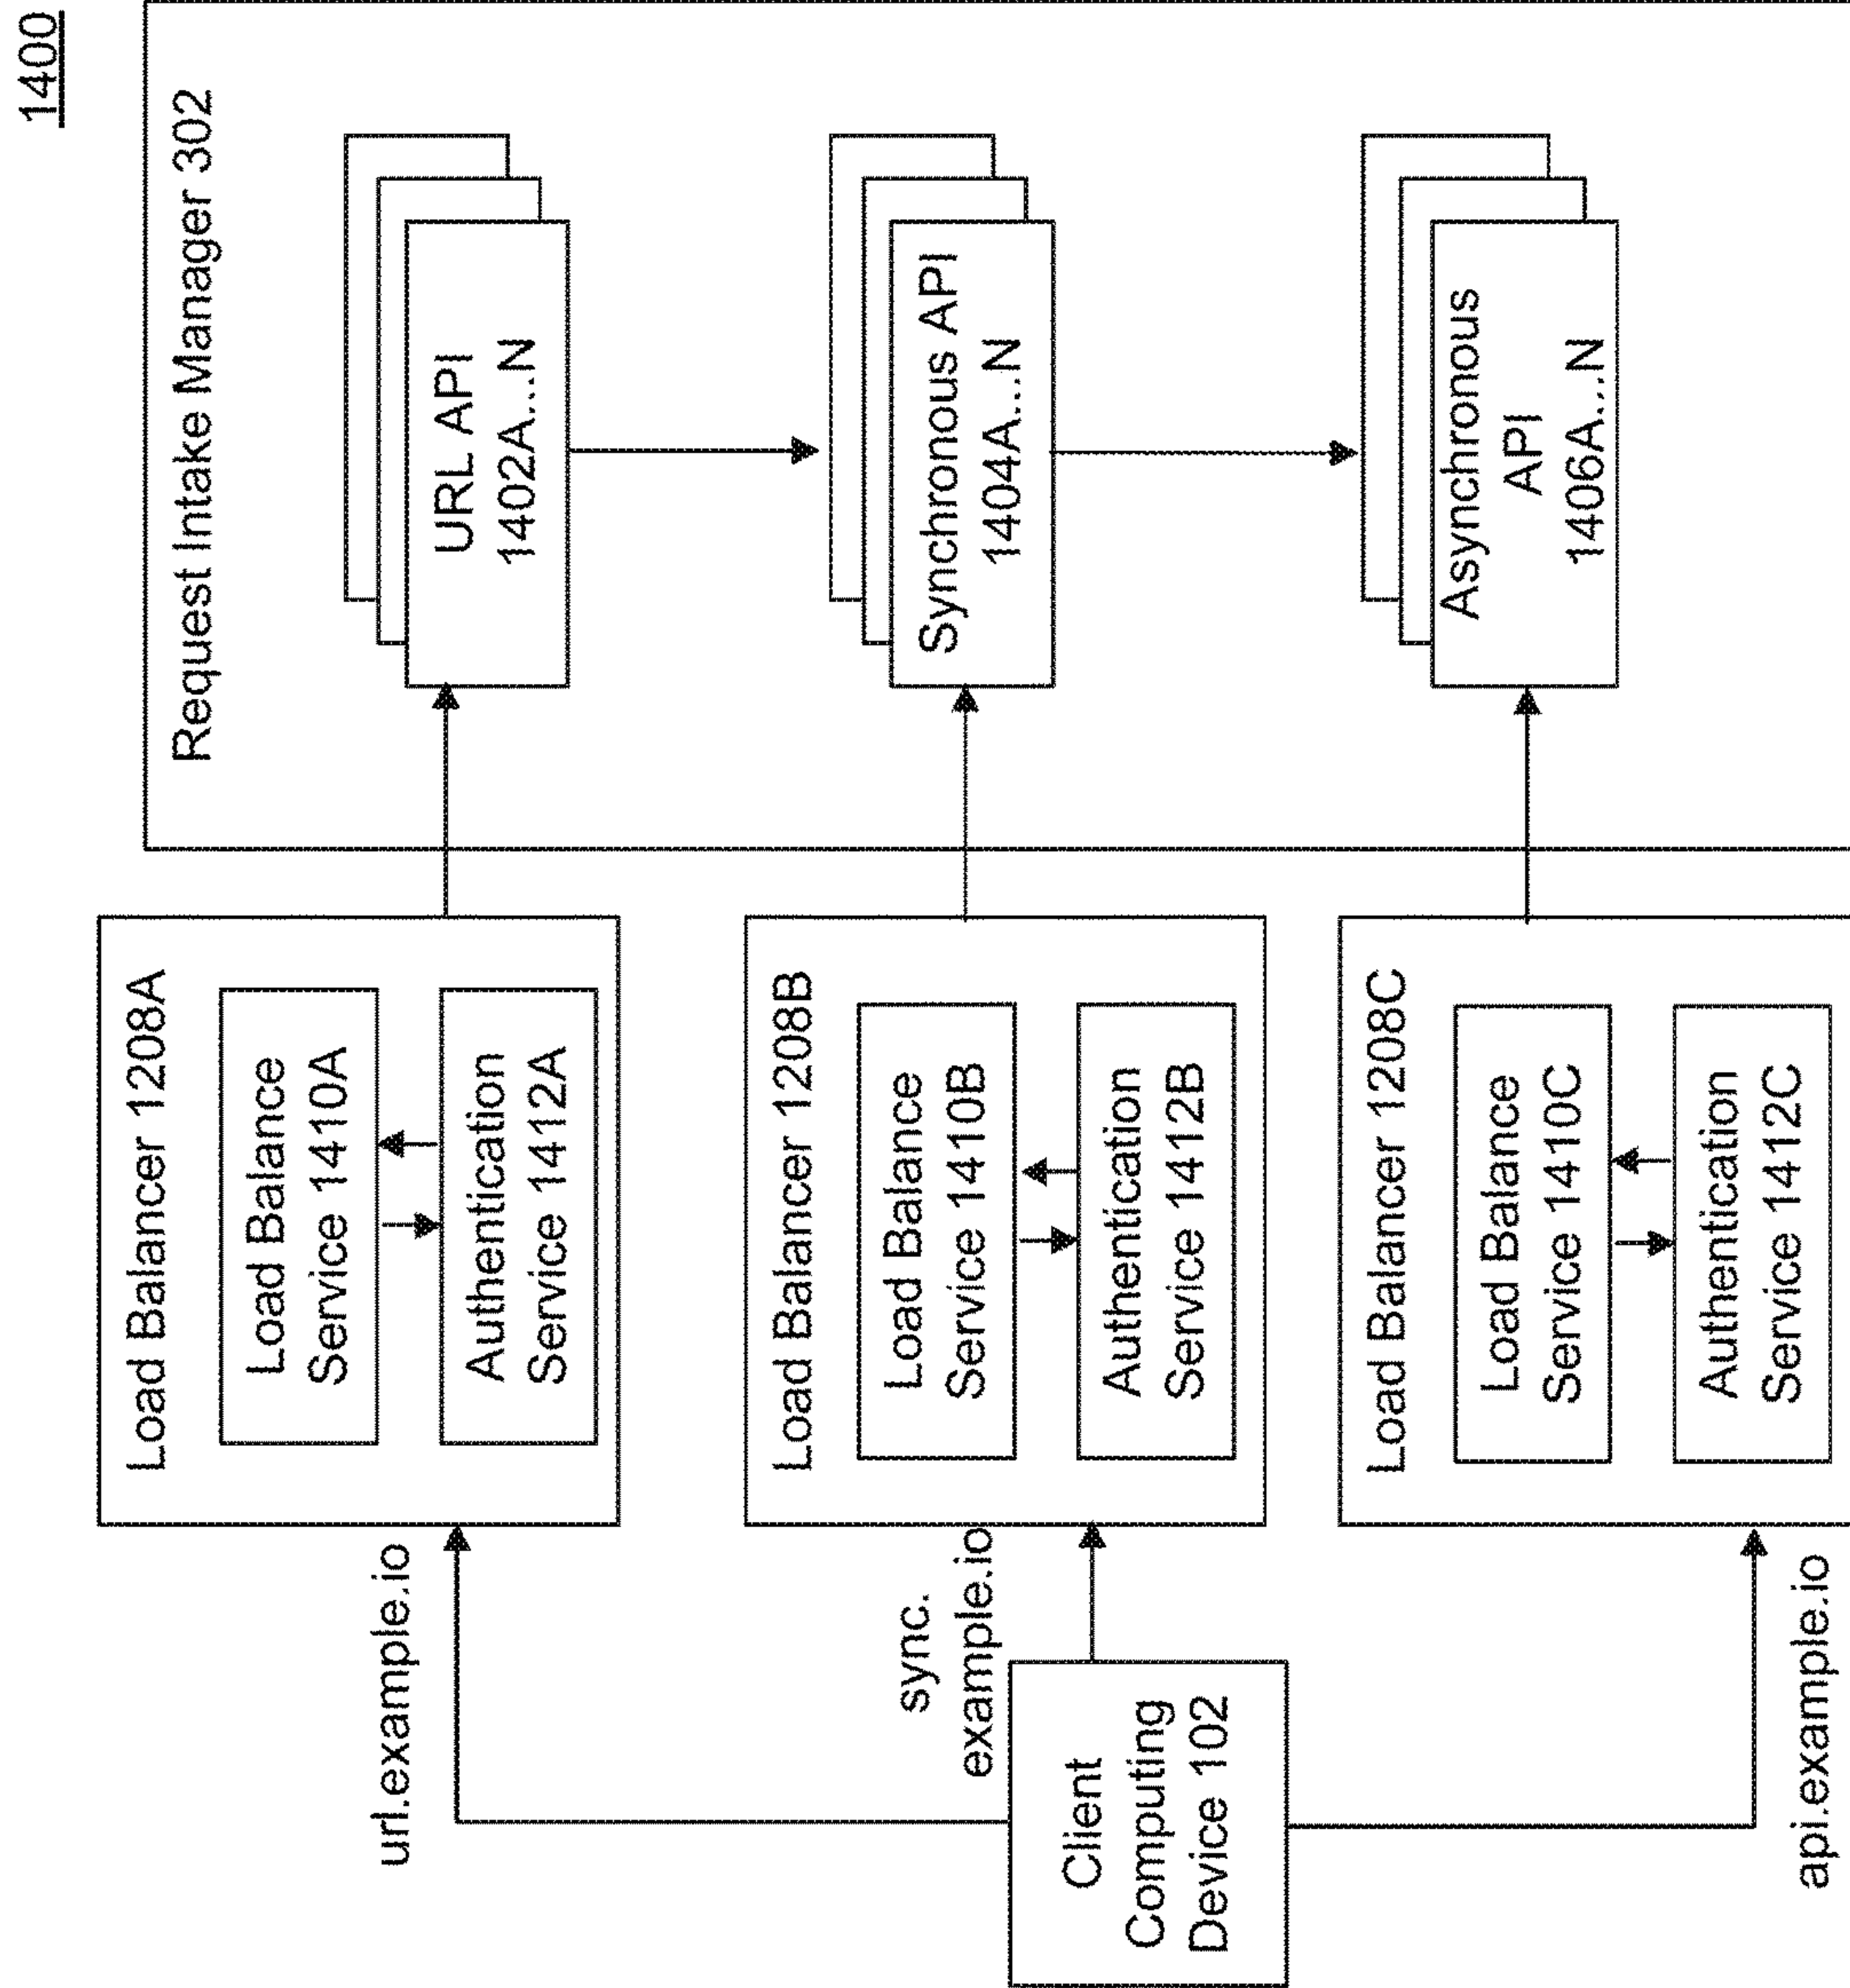 1400
Request Intake Manager 302
URL API
1402A...N
Synchronous API
1404A...N
Asynchronous
API
1406A...N
Load Balancer 1208A
Load Balance
Service 1410A
Authentication
Service 1412A
Load Balancer 1208B
Load Balance
Service 1410B
Authentication
Service 1412B
Load Balancer 1208C
Load Balance
Service 1410C
Authentication
Service 1412C
url.example.io
sync.
example.io
Client
Computing
Device 102
api.example.io